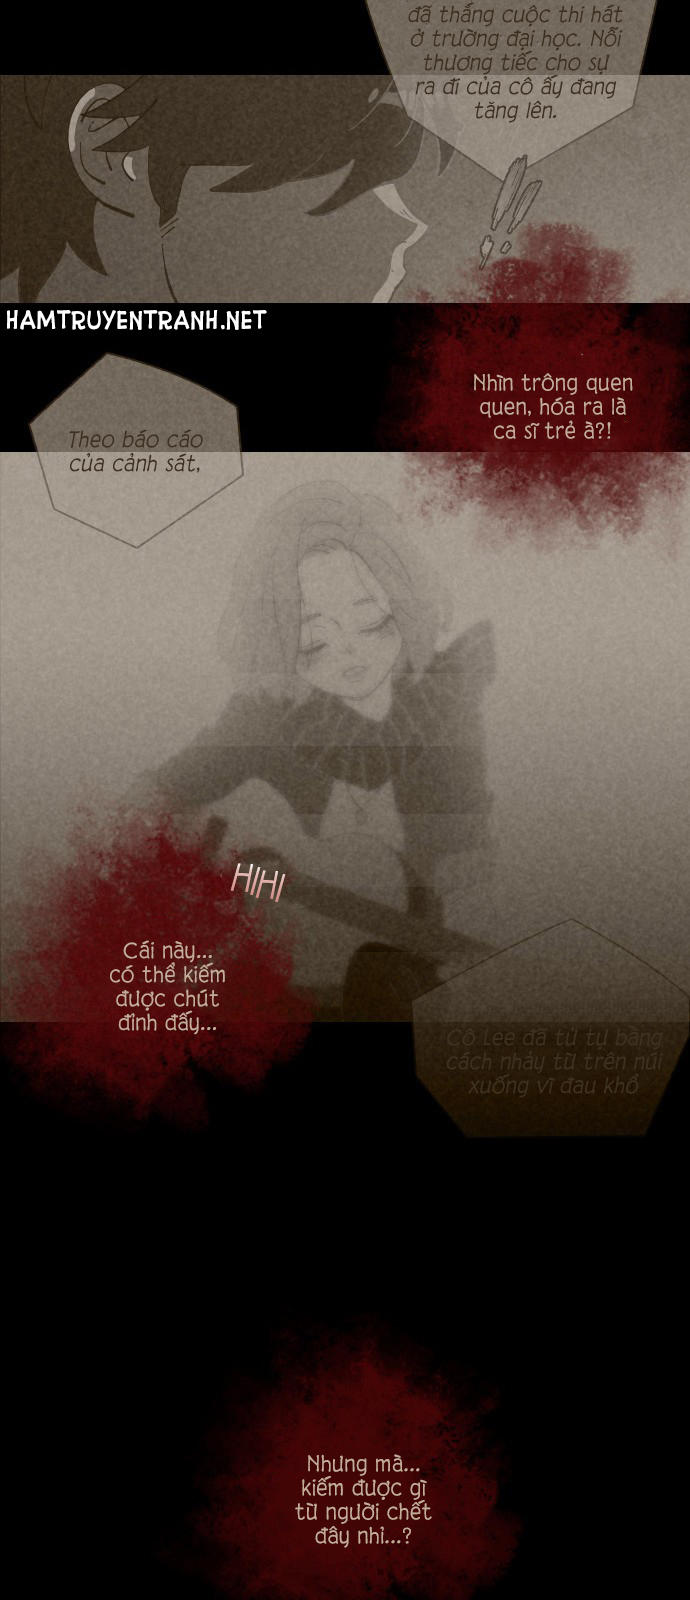 đã thắng cuộc thi hát
ở trường đại học. Nỗi
thương tiếc cho sự
ra đi của cô ấy đang
tăng lên.
HAMTRUYENTRANH.NET
Nhìn trông quen
quen, hóa ra là
ca sĩ trẻ à?!
Theo báo cáo
của cảnh sát,
HIHI
Cái này...
có thể kiếm
được chút
đỉnh đấy...
Cô Lee đã tử tự bằng
cách nhảy từ trên núi
xuống vì đau khổ
Nhưng mà...
kiếm được gì
từ người chết
đây nhỉ...?